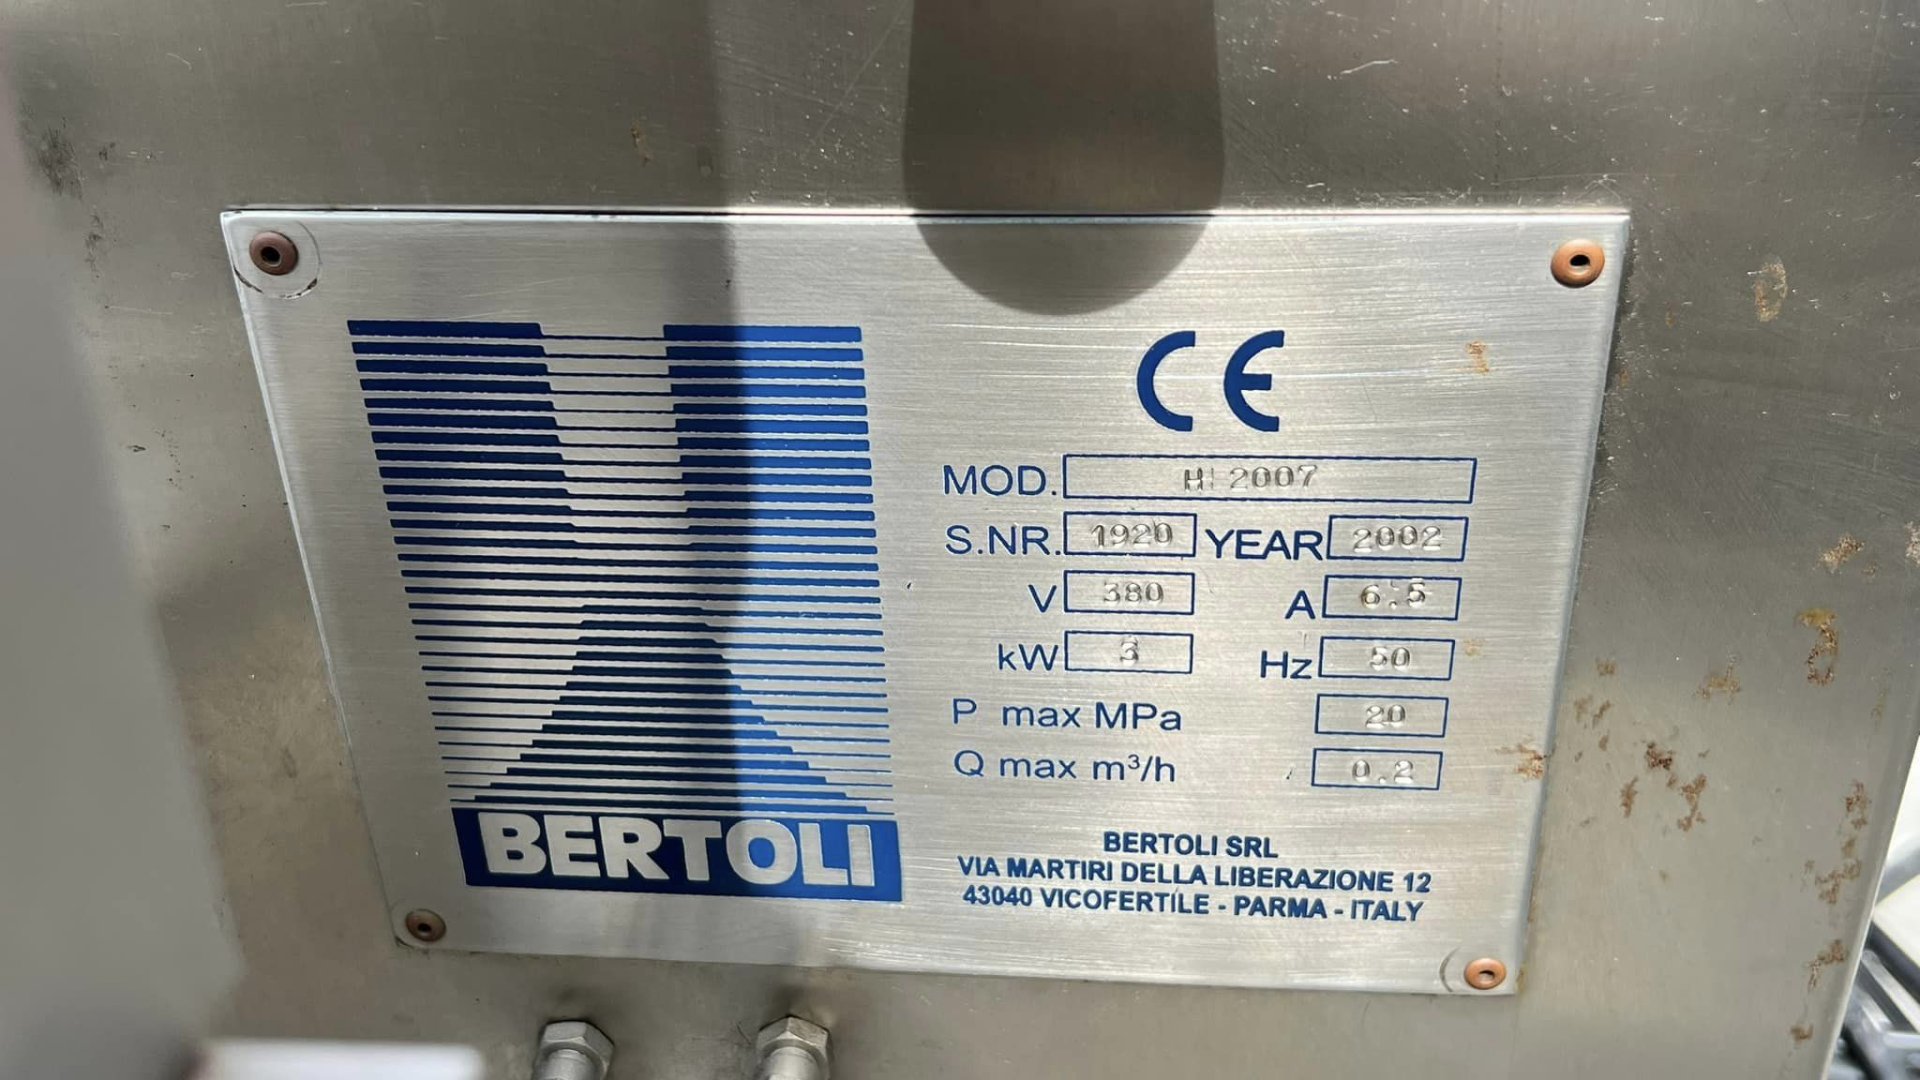 CE
MOD. H 2007
S.NR. 1920 YEAR 2002
V 380 A 6.5
kW 3 Hz 50
P max MPa 20
Q max m³/h 0.2
BERTOLI
BERTOLI SRL
VIA MARTIRI DELLA LIBERAZIONE 12
43040 VICOFERTILE - PARMA - ITALY